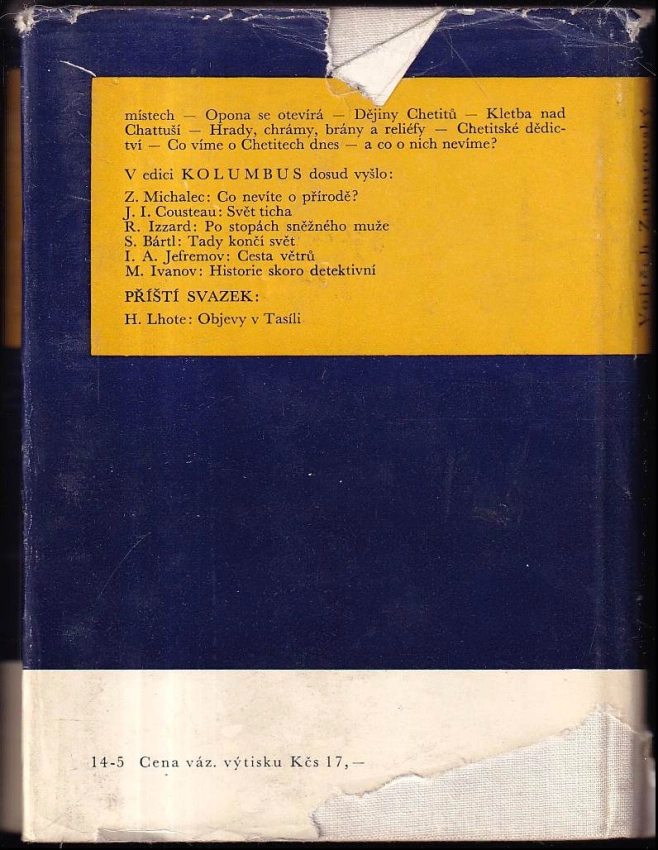 místech — Opona se otevírá — Dějiny Chetitů — Kletba nad
Chattuší — Hrady, chrámy, brány a reliéfy — Chetitské dědic-
tví — Co víme o Chetitech dnes — a co o nich nevíme?
V edici KOLUMBUS dosud vyšlo:
Z. Michalec: Co nevíte o přírodě?
J. I. Cousteau: Svět ticha
R. Izzard: Po stopách sněžného muže
S. Bártl: Tady končí svět
I. A. Jefremov: Cesta větrů
M. Ivanov: Historie skoro detektivní
PŘÍŠTÍ SVAZEK:
H. Lhote: Objevy v Tasíli
14-5 Cena váz. výtisku Kčs 17,—
Vojtěch Zamarovský